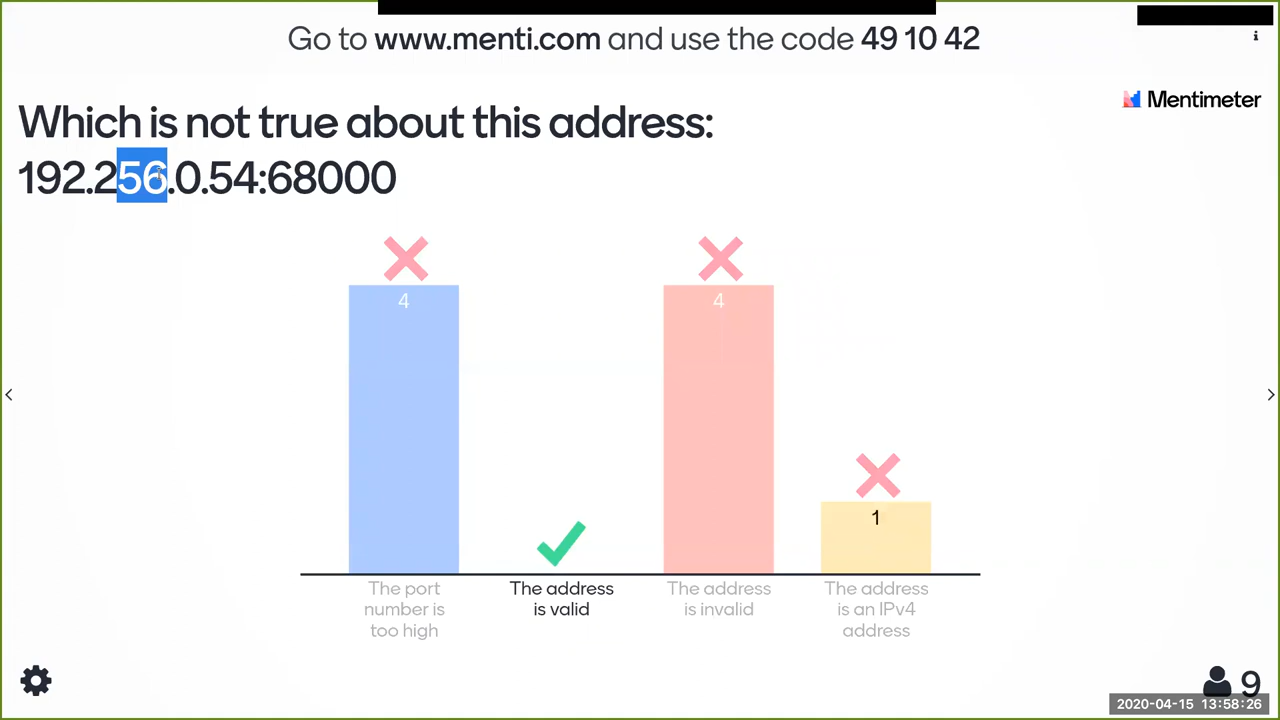 Go to www.menti.com and use the code 49 10 42
i
Mentimeter
Which is not true about this address:
192.256.0.54:68000
4
4
1
The port
number is
too high
The address
is valid
The address
is invalid
The address
is an IPv4
address
9
2020-04-15 13:58:26